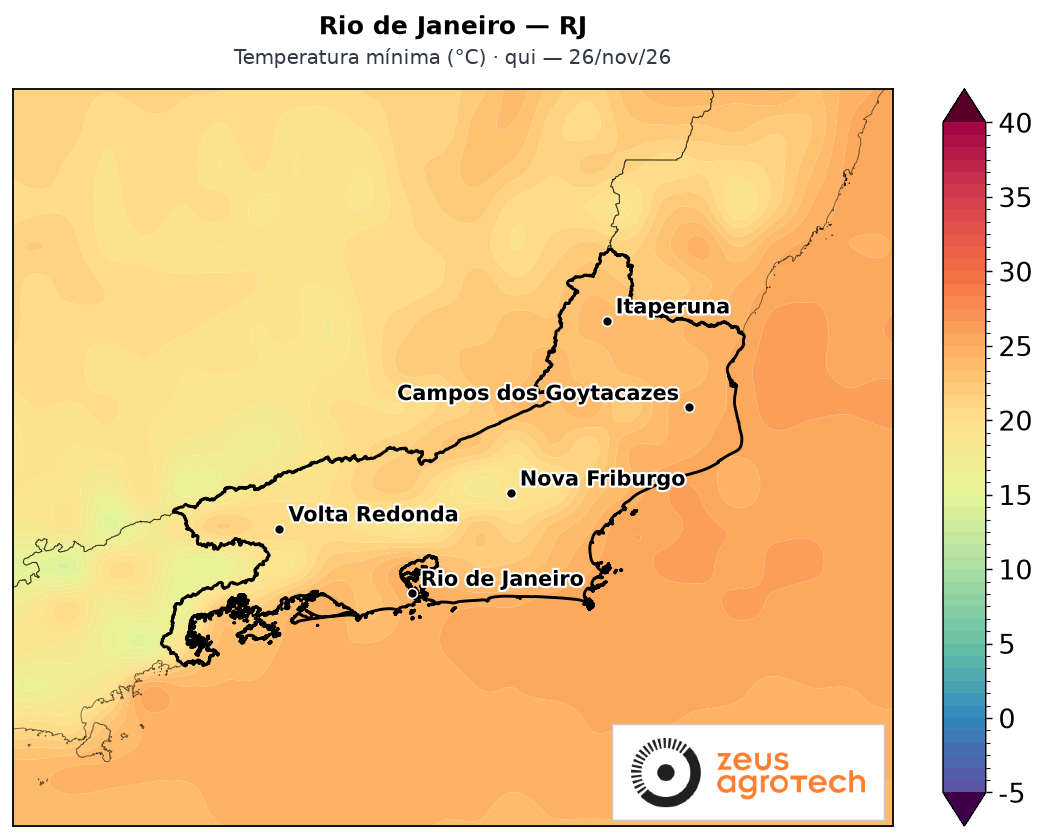 Rio de Janeiro — RJ
Temperatura mínima (°C) · qui — 26/nov/26
Itaperuna
Campos dos Goytacazes
Nova Friburgo
Volta Redonda
Rio de Janeiro
40
35
30
25
20
15
10
5
0
-5
zeus
agrotech